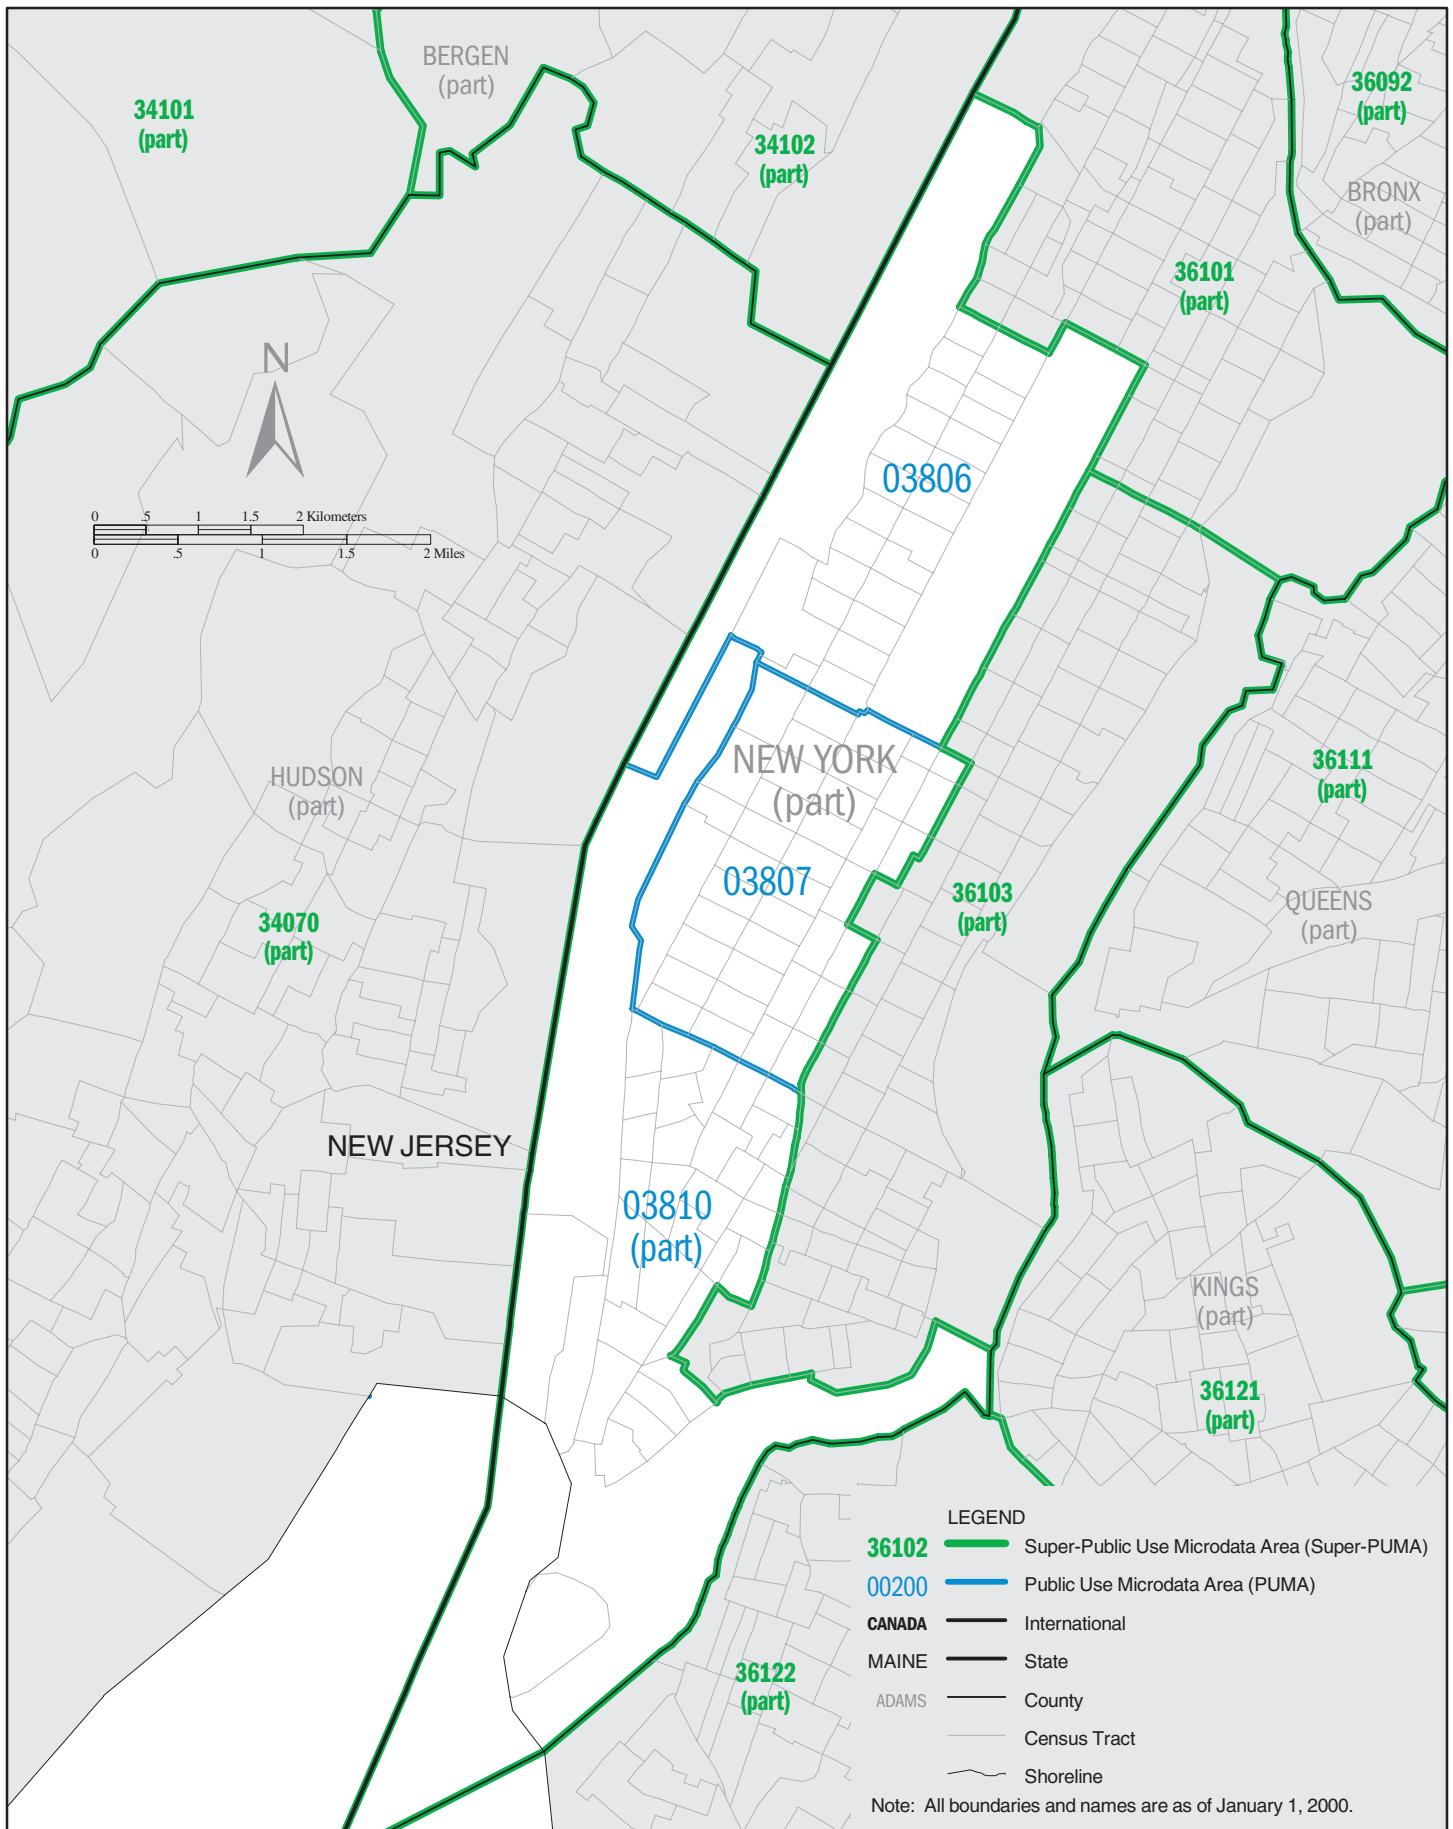 BERGEN
(part)
34101
(part)
34102
(part)
36092
(part)
BRONX
(part)
36101
(part)
N
0 .5 1 1.5 2 Kilometers
0 .5 1 1.5 2 Miles
03806
NEW YORK
(part)
HUDSON
(part)
36111
(part)
03807
36103
(part)
QUEENS
(part)
34070
(part)
NEW JERSEY
03810
(part)
KINGS
(part)
36121
(part)
36122
(part)
LEGEND
36102 Super-Public Use Microdata Area (Super-PUMA)
00200 Public Use Microdata Area (PUMA)
CANADA International
MAINE State
ADAMS County
Census Tract
Shoreline
Note: All boundaries and names are as of January 1, 2000.